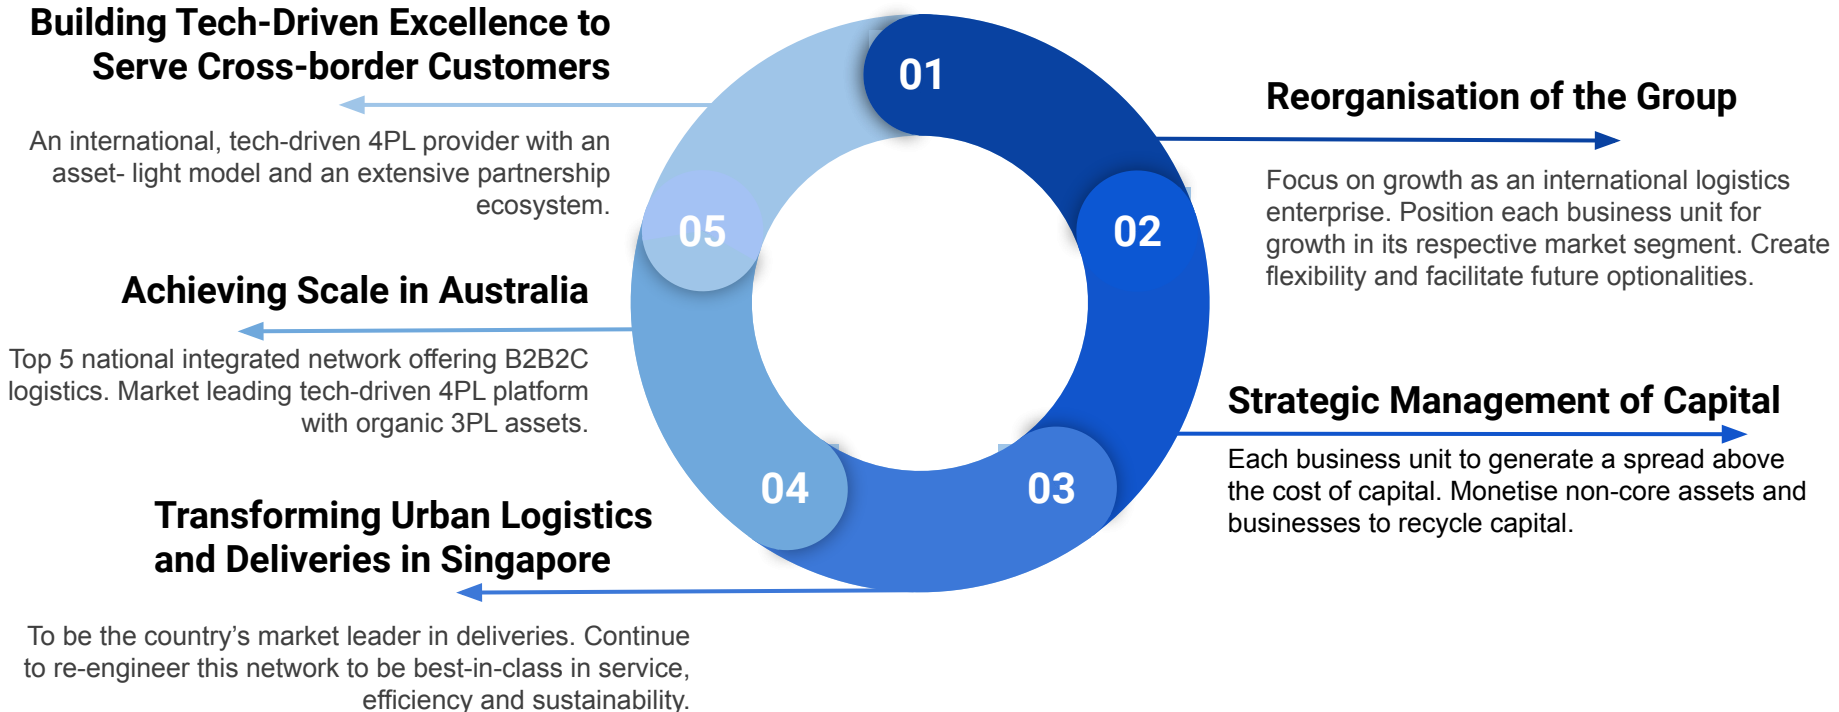 01
Reorganisation of the Group
Focus on growth as an international logistics
enterprise. Position each business unit for
growth in its respective market segment. Create
flexibility and facilitate future optionalities.
02
Strategic Management of Capital
Each business unit to generate a spread above
the cost of capital. Monetise non-core assets and
businesses to recycle capital.
03
Transforming Urban Logistics
and Deliveries in Singapore
To be the country’s market leader in deliveries. Continue
to re-engineer this network to be best-in-class in service,
efficiency and sustainability.
04
Achieving Scale in Australia
Top 5 national integrated network offering B2B2C
logistics. Market leading tech-driven 4PL platform
with organic 3PL assets.
05
Building Tech-Driven Excellence to
Serve Cross-border Customers
An international, tech-driven 4PL provider with an
asset- light model and an extensive partnership
ecosystem.